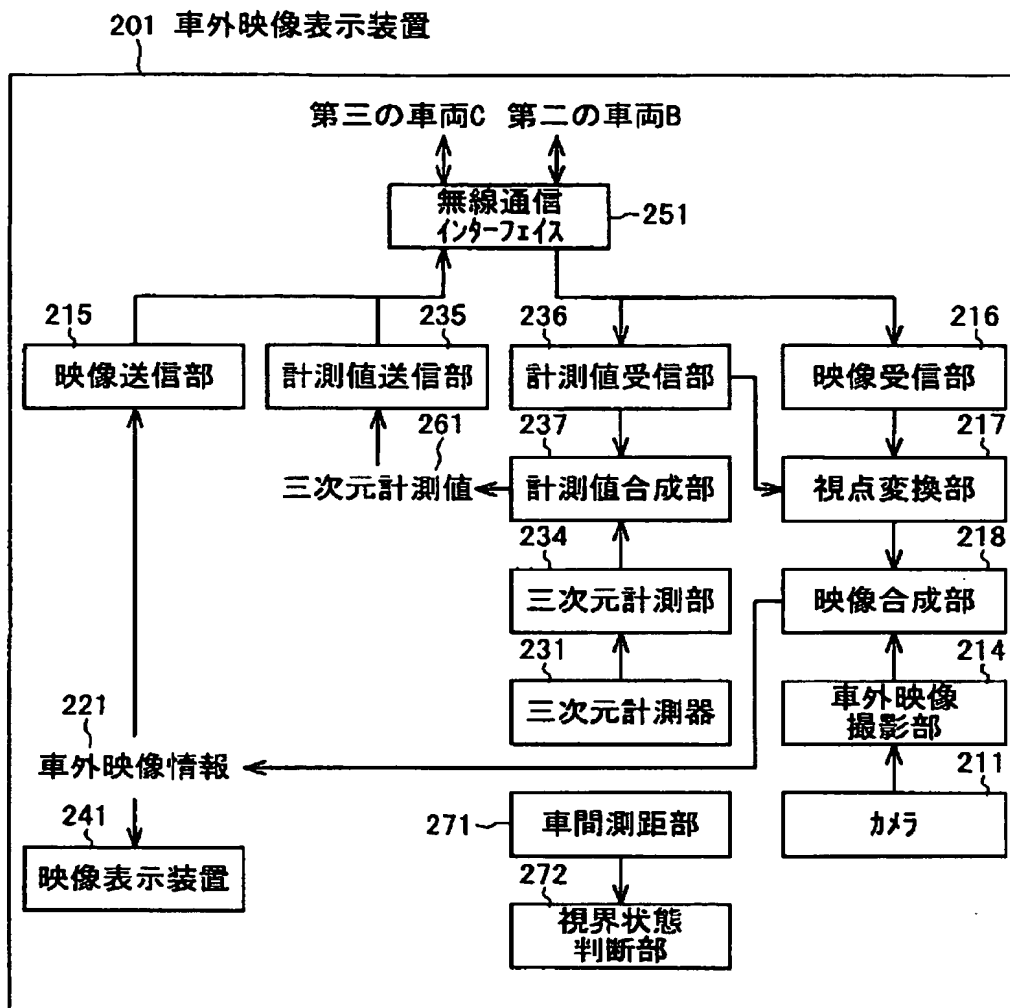 201 車外映像表示装置
第三の車両C 第二の車両B
無線通信
インターフェイス
251
215
235
236
216
映像送信部
計測値送信部
計測値受信部
映像受信部
261
237
217
三次元計測値
計測値合成部
視点変換部
234
218
三次元計測部
映像合成部
231
214
三次元計測器
車外映像
撮影部
221
車外映像情報
211
241
271
車間測距部
カメラ
映像表示装置
272
視界状態
判断部